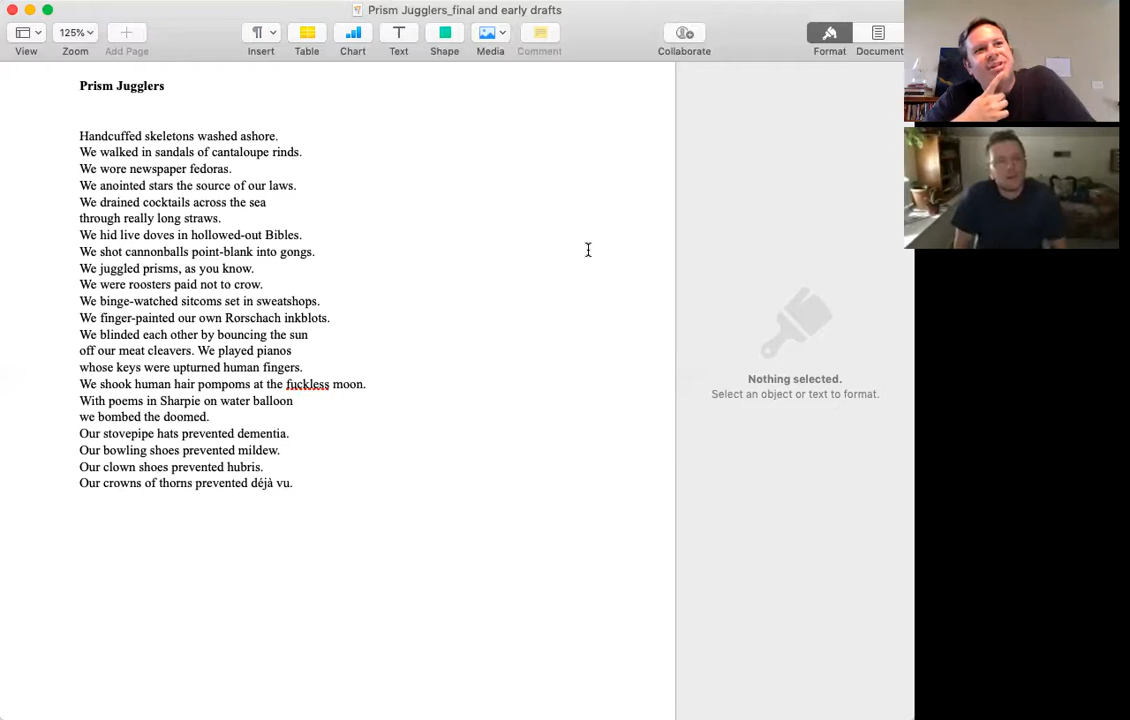 Prism Jugglers_final and early drafts
125%
View
Zoom
Add Page
Insert
Table
Chart
Text
Shape
Media
Comment
Collaborate
Format
Document
Prism Jugglers
Handcuffed skeletons washed ashore.
We walked in sandals of cantaloupe rinds.
We wore newspaper fedoras.
We anointed stars the source of our laws.
We drained cocktails across the sea
through really long straws.
We hid live doves in hollowed-out Bibles.
We shot cannonballs point-blank into gongs.
We juggled prisms, as you know.
We were roosters paid not to crow.
We binge-watched sitcoms set in sweatshops.
We finger-painted our own Rorschach inkblots.
We blinded each other by bouncing the sun
off our meat cleavers. We played pianos
whose keys were upturned human fingers.
We shook human hair pompoms at the fuckless moon.
With poems in Sharpie on water balloon
we bombed the doomed.
Our stovepipe hats prevented dementia.
Our bowling shoes prevented mildew.
Our clown shoes prevented hubris.
Our crowns of thorns prevented déjà vu.
Nothing selected.
Select an object or text to format.